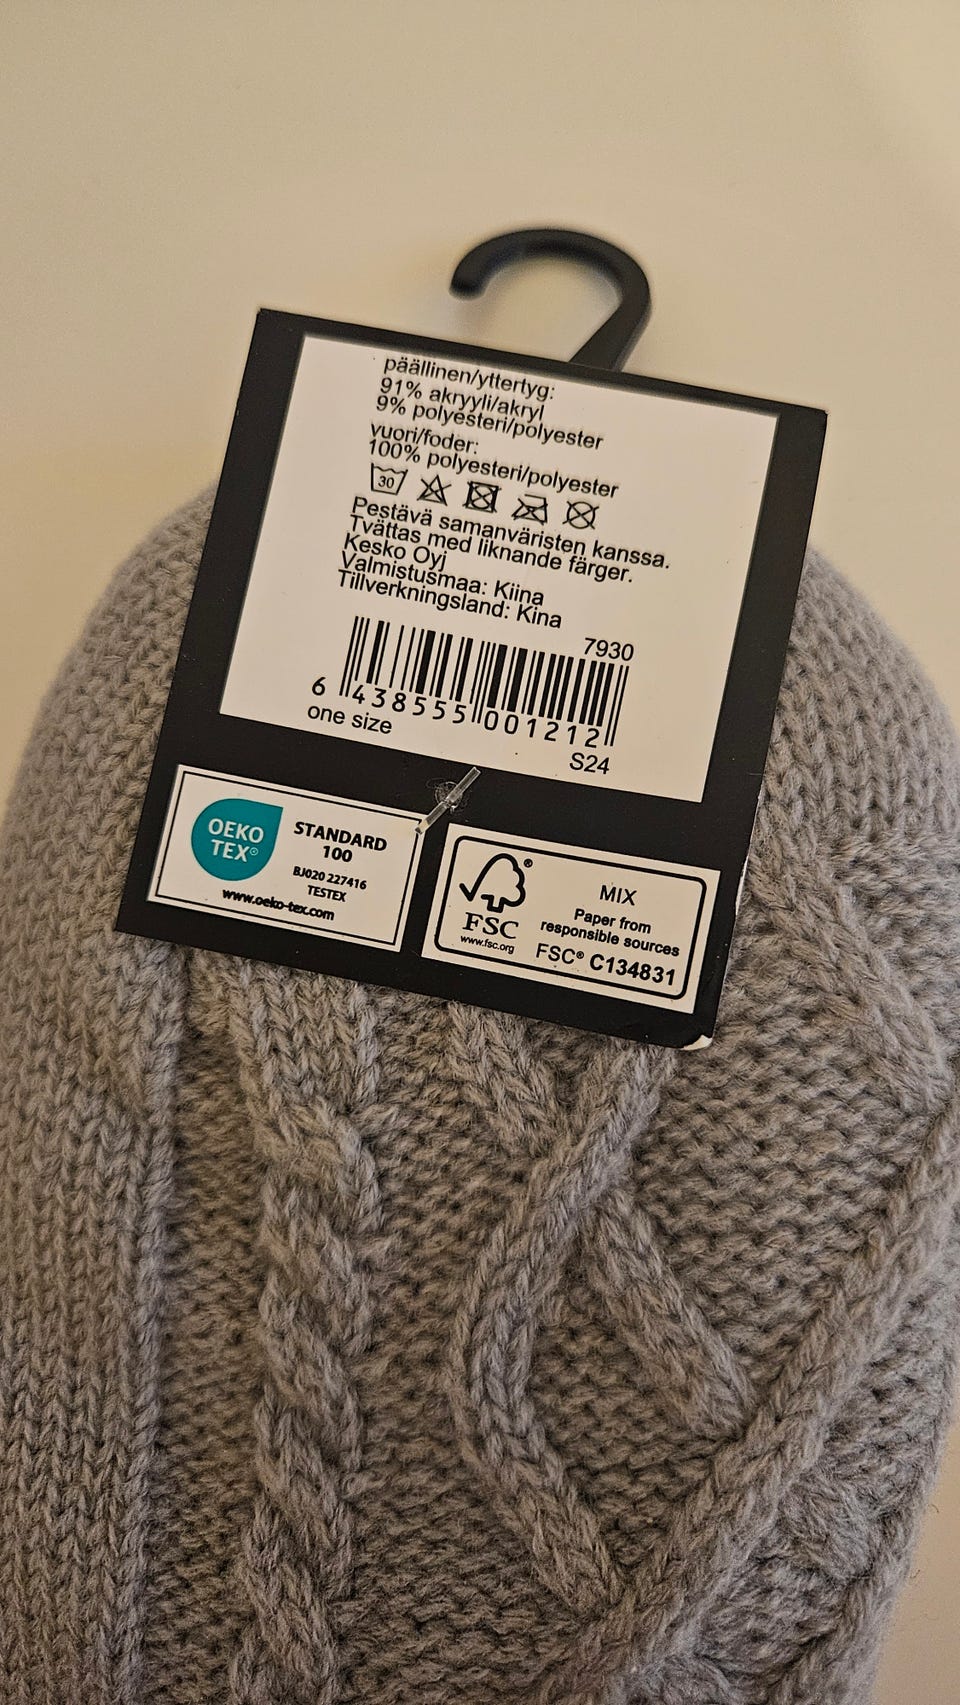 päällinen/yttertyg:
91% akryyli/akryl
9% polyesteri/polyester
vuori/foder:
100% polyesteri/polyester
30
Pestävä samanväristen kanssa.
Tvättas med liknande färger.
Kesko Oyj
Valmistusmaa: Kiina
Tillverkningsland: Kina
7930
6 438555 001212
one size
S24
OEKO
TEX®
STANDARD
100
BJ020 227416
TESTEX
www.oeko-tex.com
®
FSC
www.fsc.org
MIX
Paper from
responsible sources
FSC® C134831